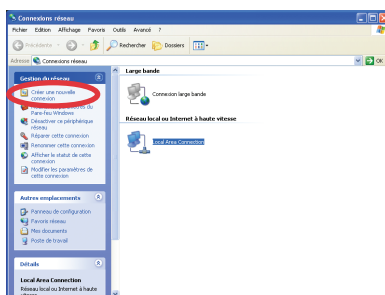 Connexions réseau
Fichier Edition Affichage Favoris Outils Avancé ?
Précédente Rechercher Dossiers
Adresse Connexions réseau OK
Gestion du réseau
Créer une nouvelle
connexion
paramètres du
Pare-feu Windows
Désactiver ce périphérique
réseau
Réparer cette connexion
Renommer cette connexion
Afficher le statut de cette
connexion
Modifier les paramètres de
cette connexion
Autres emplacements
Panneau de configuration
Favoris réseau
Mes documents
Poste de travail
Détails
Local Area Connection
Réseau local ou Internet à haute
vitesse
Large bande
Connexion large bande
Réseau local ou Internet à haute vitesse
Local Area Connection